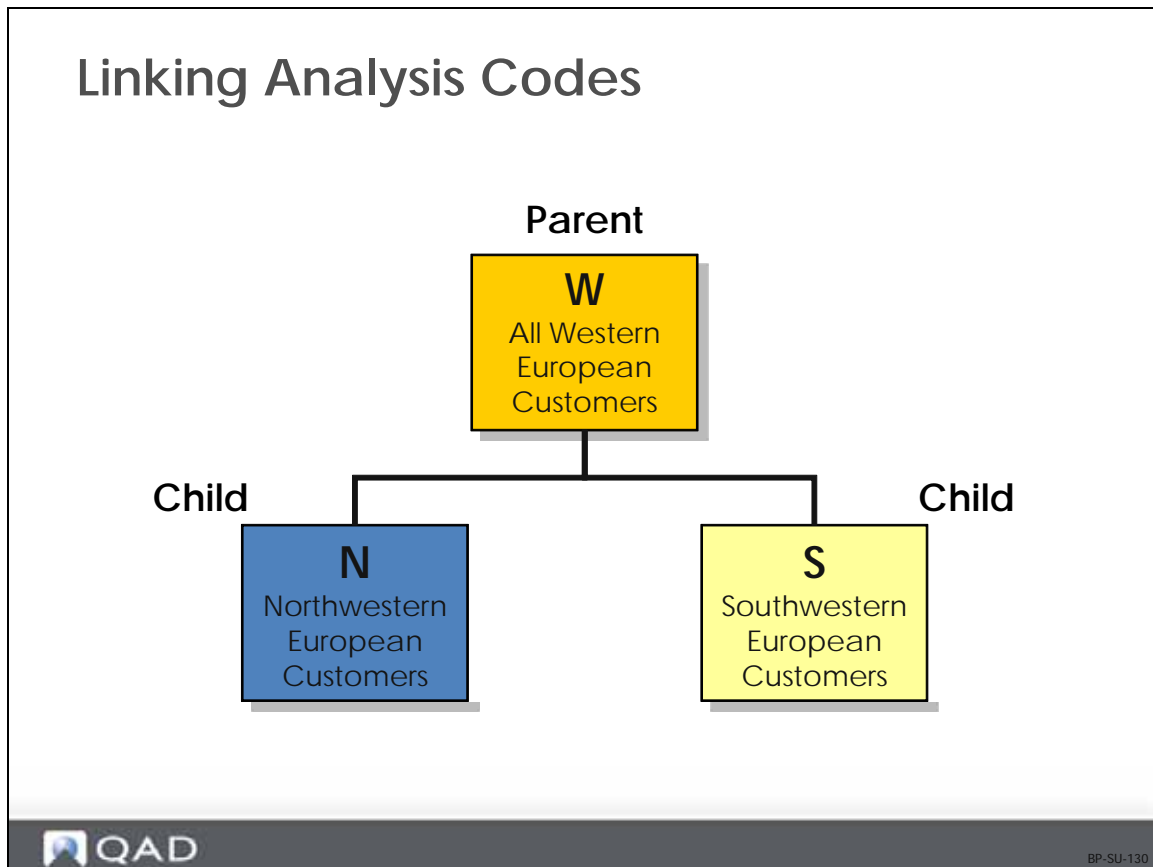 Linking Analysis Codes
Parent
W
All Western
European
Customers
Child
Child
N
Northwestern
European
Customers
S
Southwestern
European
Customers
QAD
BP-SU-130